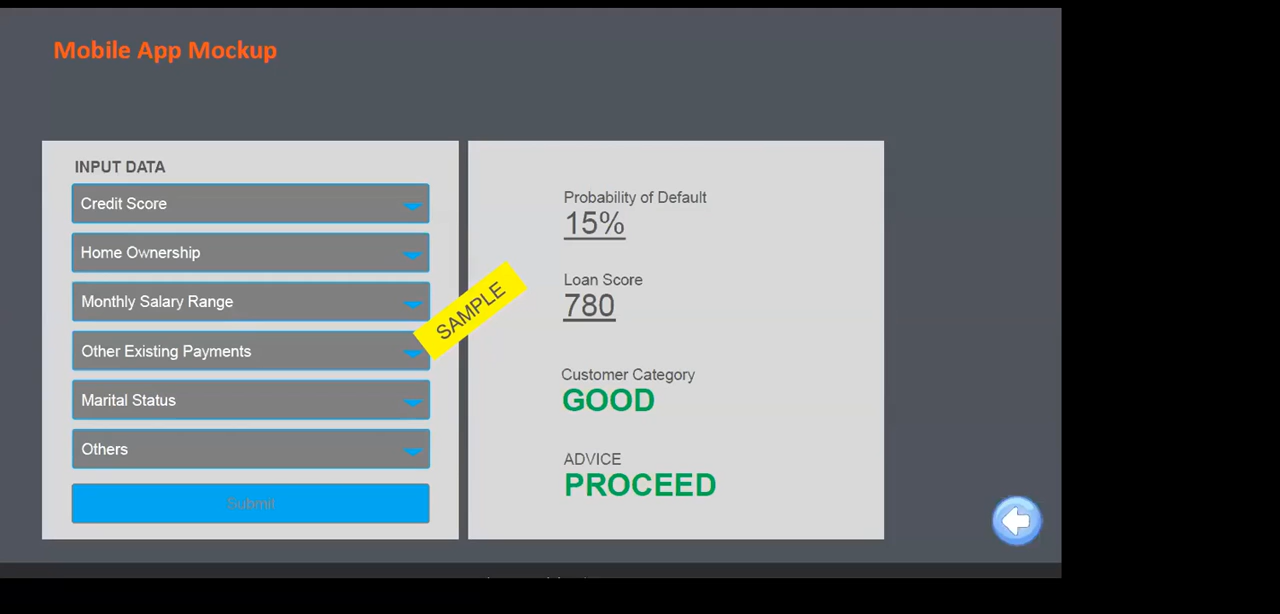 Mobile App Mockup
INPUT DATA
Credit Score
Home Ownership
Monthly Salary Range
Other Existing Payments
Marital Status
Others
Submit
SAMPLE
Probability of Default
15%
Loan Score
780
Customer Category
GOOD
ADVICE
PROCEED